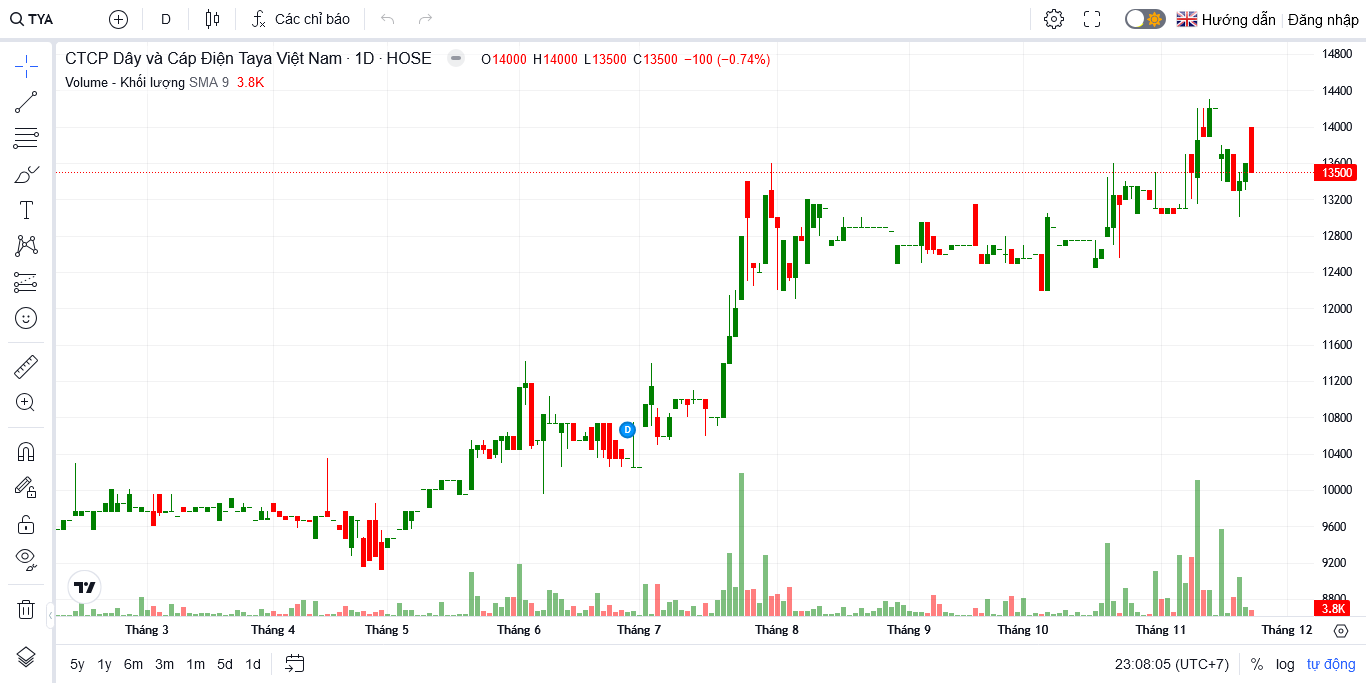 TYA D Các chỉ báo Hướng dẫn Đăng nhập
CTCP Dây và Cáp Điện Taya Việt Nam · 1D · HOSE O14000 H14000 L13500 C13500 −100 (−0.74%)
Volume - Khối lượng SMA 9 3.8K
14800
14400
14000
13600
13500
13200
12800
12400
12000
11600
11200
10800
D
10400
10000
9600
9200
8800
3.8K
Tháng 3 Tháng 4 Tháng 5 Tháng 6 Tháng 7 Tháng 8 Tháng 9 Tháng 10 Tháng 11 Tháng 12
5y 1y 6m 3m 1m 5d 1d 23:08:05 (UTC+7) % log tự động